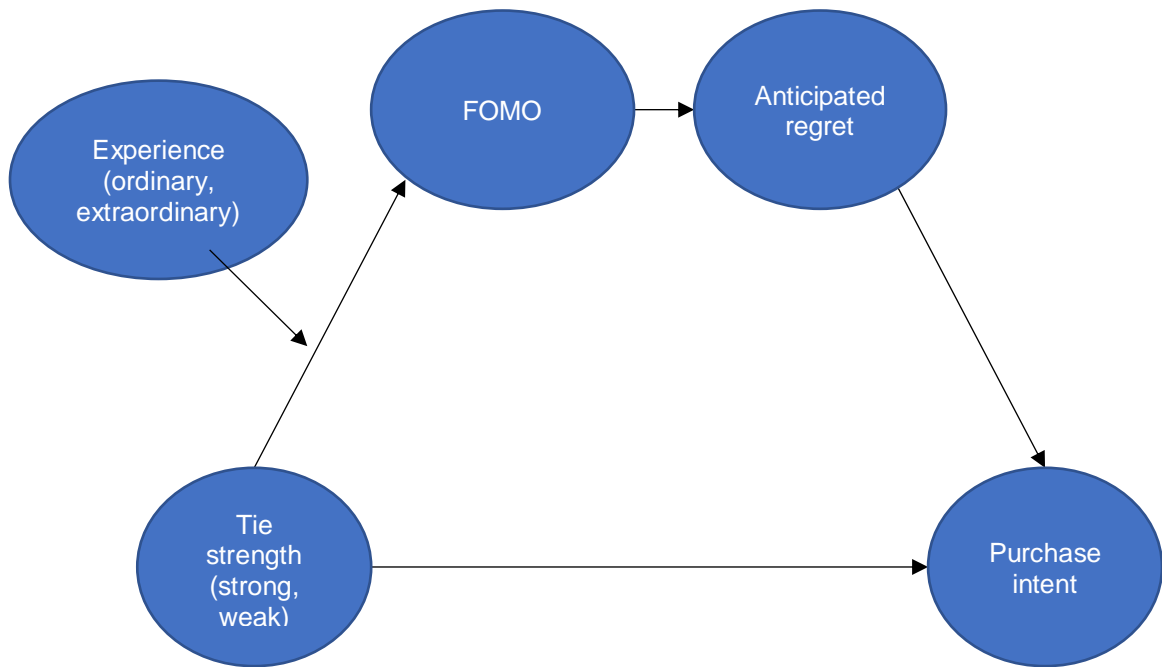 FOMO
Anticipated
regret
Experience
(ordinary,
extraordinary)
Tie
strength
(strong,
weak)
Purchase
intent